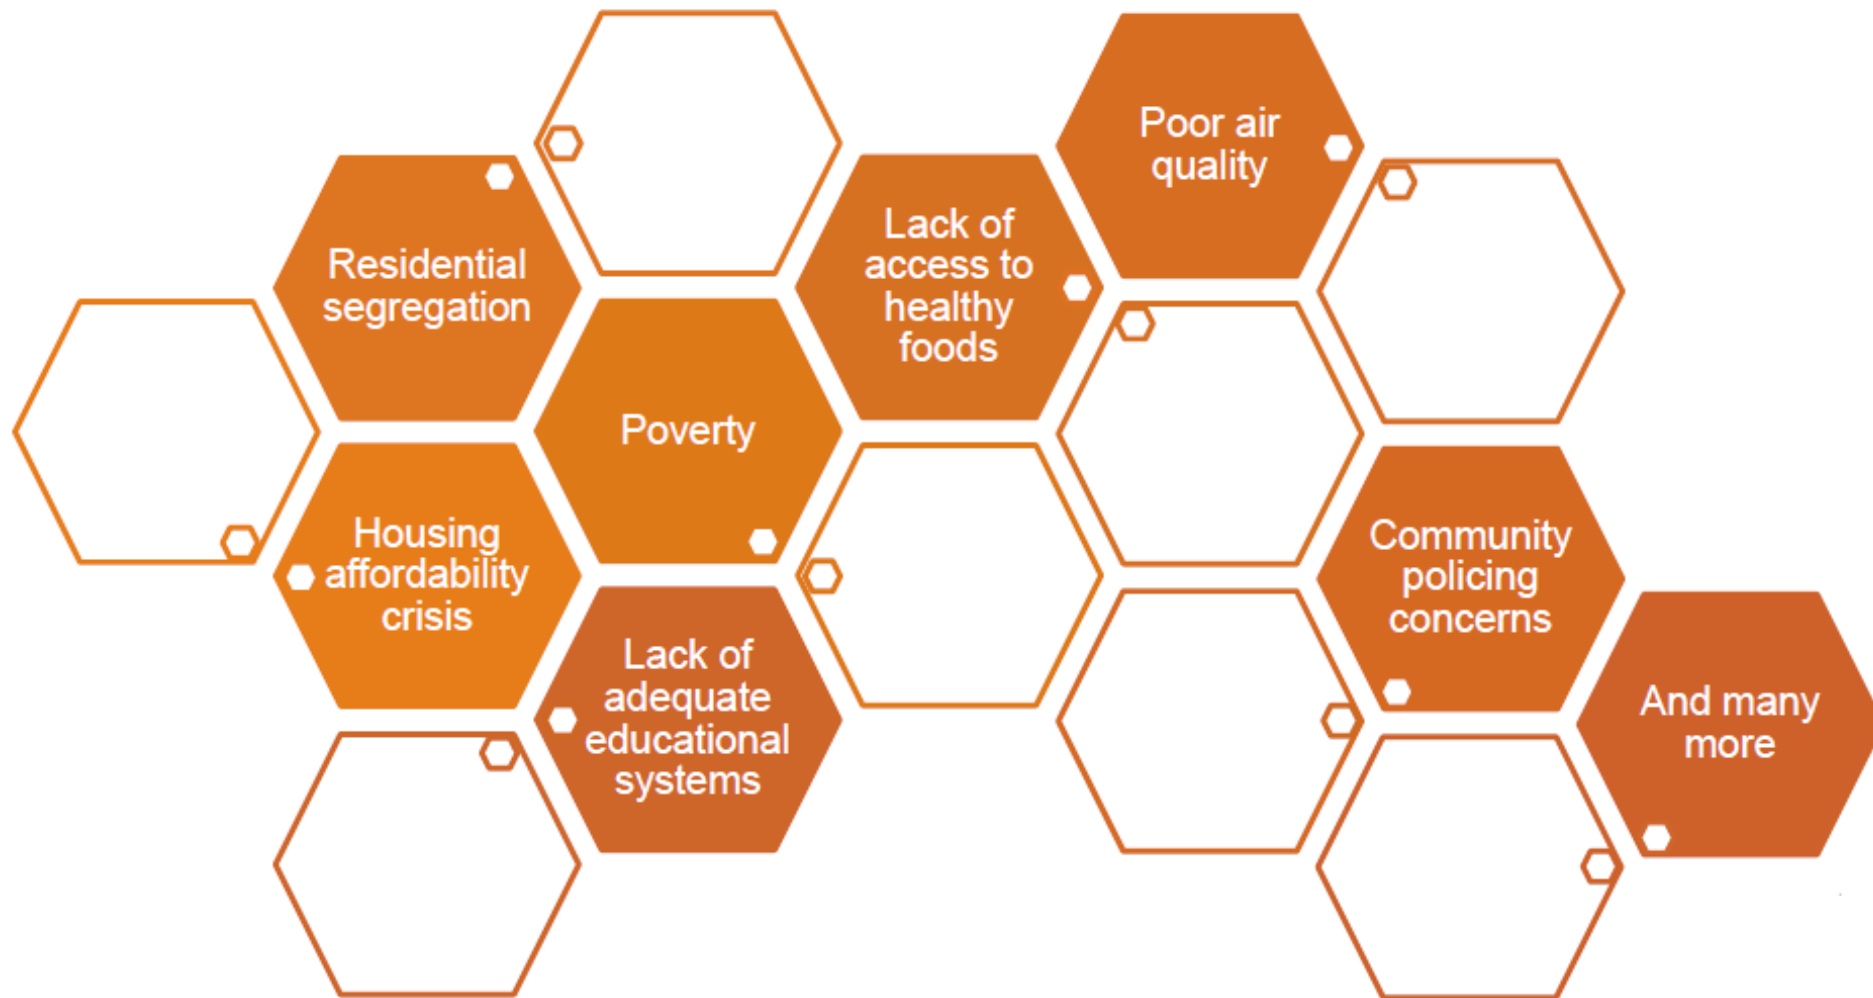 Poor air
quality
Lack of
access to
healthy
foods
Residential
segregation
Poverty
Housing
affordability
crisis
Community
policing
concerns
Lack of
adequate
educational
systems
And many
more